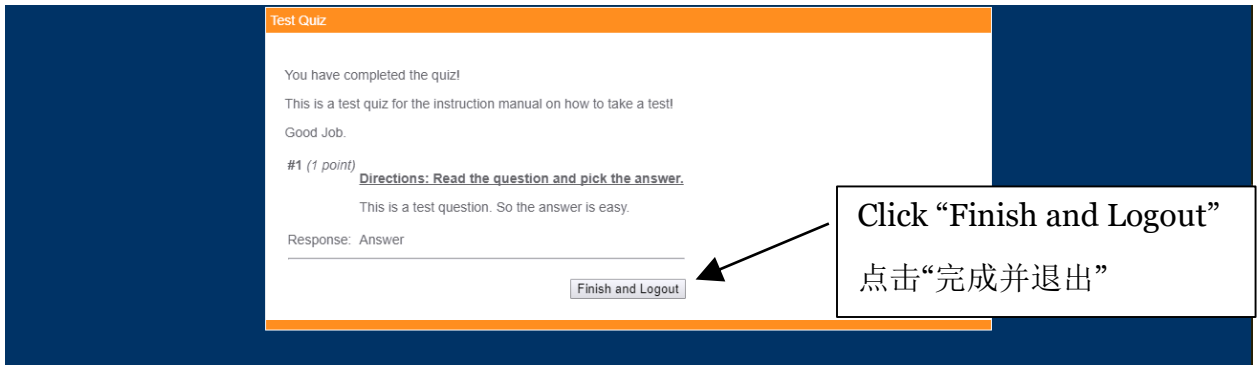 Test Quiz
You have completed the quiz!
This is a test quiz for the instruction manual on how to take a test!
Good Job.
#1 (1 point)
Directions: Read the question and pick the answer.
This is a test question. So the answer is easy.
Response: Answer
Finish and Logout
Click “Finish and Logout”
点击“完成并退出”